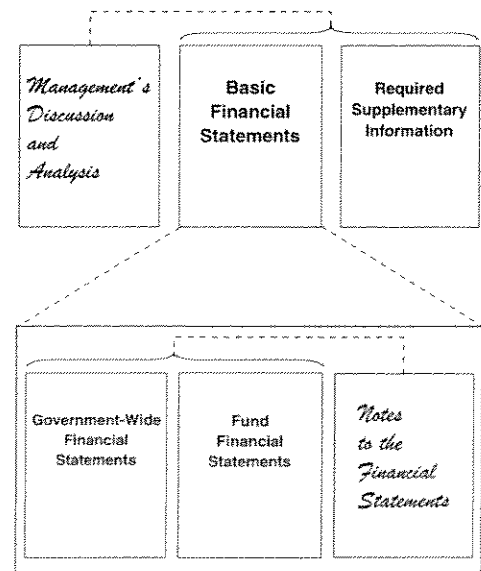 Management's
Discussion
and
Analysis
Basic
Financial
Statements
Required
Supplementary
Information
Government-Wide
Financial
Statements
Fund
Financial
Statements
Notes
to the
Financial
Statements